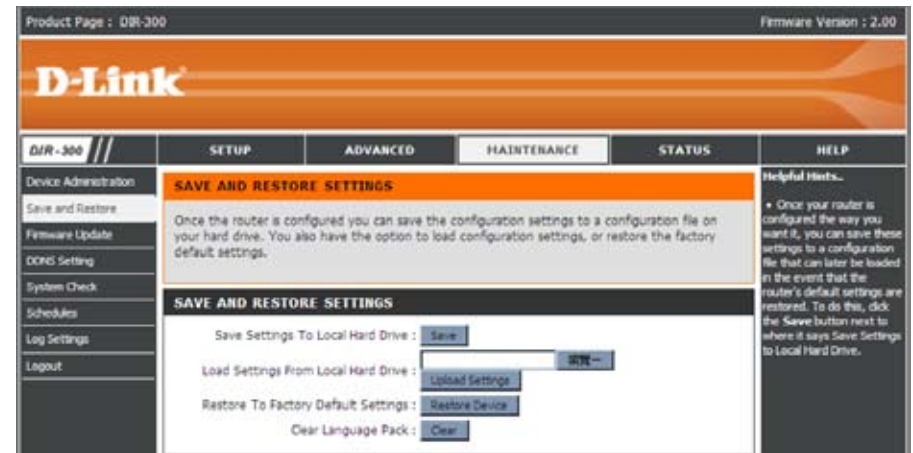 Product Page : DIR-300
Firmware Version : 2.00
D-Link
DIR-300
SETUP
ADVANCED
MAINTENANCE
STATUS
HELP
Device Administration
Save and Restore
Firmware Update
DDNS Setting
System Check
Schedules
Log Settings
Logout
SAVE AND RESTORE SETTINGS
Once the router is configured you can save the configuration settings to a configuration file on
your hard drive. You also have the option to load configuration settings, or restore the factory
default settings.
SAVE AND RESTORE SETTINGS
Save Settings To Local Hard Drive : Save
Load Settings From Local Hard Drive :
Upload Settings
Restore To Factory Default Settings : Restore Device
Clear Language Pack : Clear
Helpful Hints..
• Once your router is
configured the way you
want it, you can save these
settings to a configuration
file that can later be loaded
in the event that the
router's default settings are
restored. To do this, click
the Save button next to
where it says Save Settings
to Local Hard Drive.